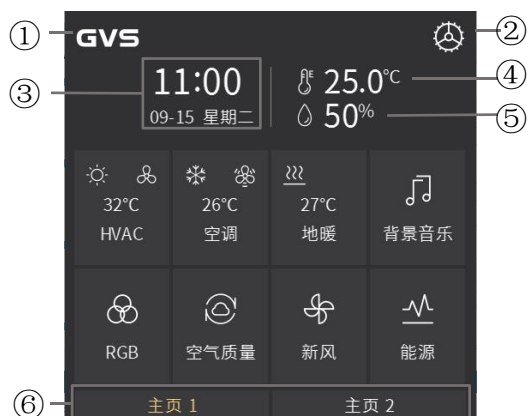 ① GVS ②
③ 11:00 25.0℃ ④
09-15 星期二 50% ⑤
32℃ 26℃ 27℃
HVAC 空调 地暖 背景音乐
RGB 空气质量 新风 能源
⑥ 主页 1 主页 2